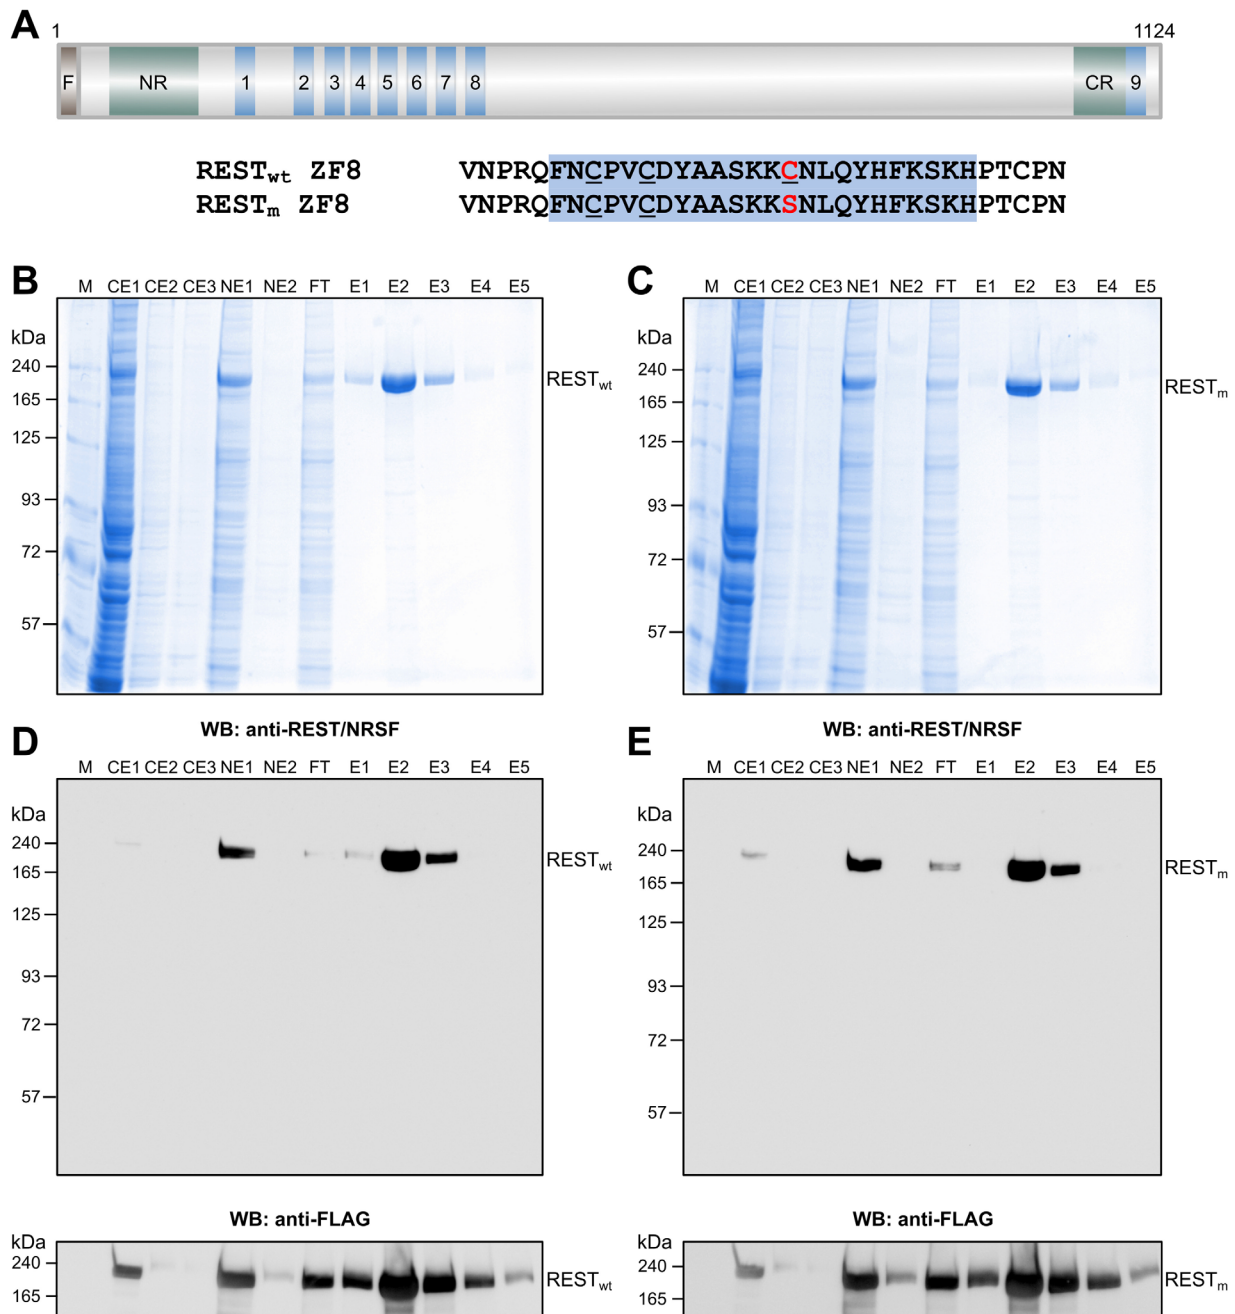 A
1 1124
F NR 1 2 3 4 5 6 7 8 CR 9
RESTwt ZF8 VNPRQFNCPVCDYAASKKCNLQYHFKSKHPTCPN
RESTm ZF8 VNPRQFNCPVCDYAASKKSNLQYHFKSKHPTCPN
B
M CE1 CE2 CE3 NE1 NE2 FT E1 E2 E3 E4 E5
kDa
240
165
125
93
72
57
RESTwt
C
M CE1 CE2 CE3 NE1 NE2 FT E1 E2 E3 E4 E5
kDa
240
165
125
93
72
57
RESTm
D
WB: anti-REST/NRSF
M CE1 CE2 CE3 NE1 NE2 FT E1 E2 E3 E4 E5
kDa
240
165
125
93
72
57
RESTwt
WB: anti-FLAG
kDa
240
165
RESTwt
E
WB: anti-REST/NRSF
M CE1 CE2 CE3 NE1 NE2 FT E1 E2 E3 E4 E5
kDa
240
165
125
93
72
57
RESTm
WB: anti-FLAG
kDa
240
165
RESTm